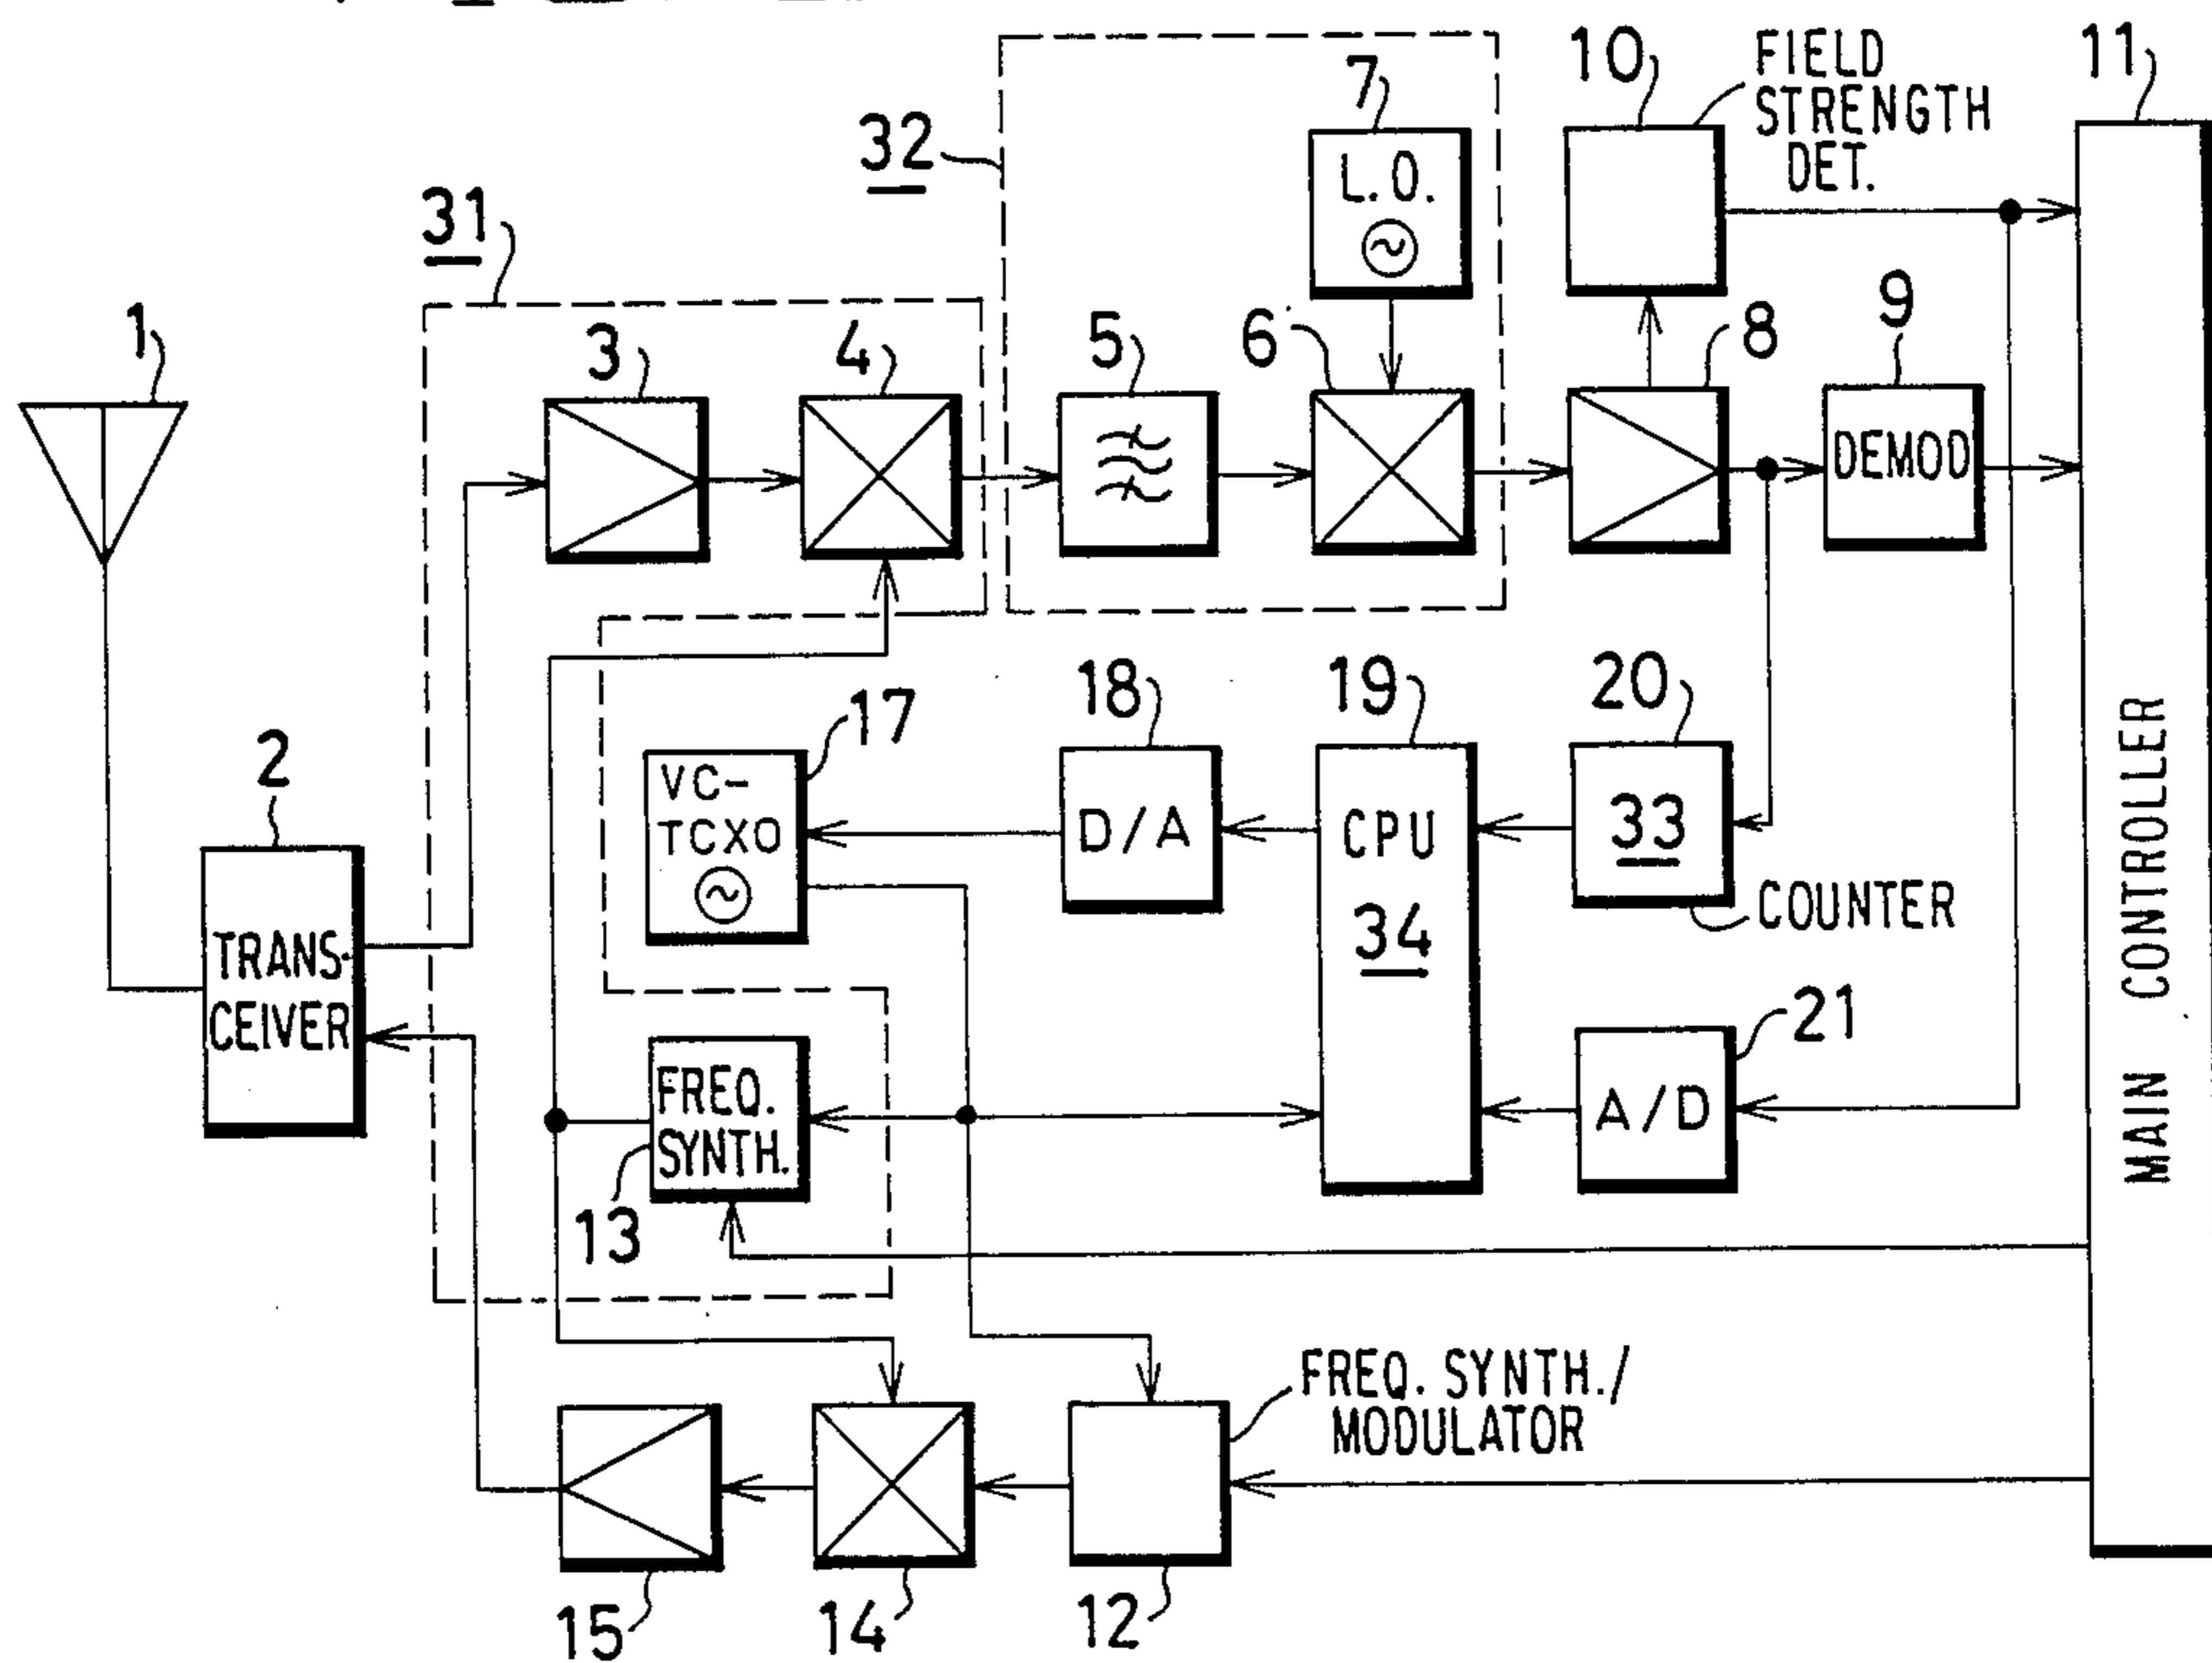 10
FIELD
STRENGTH
DET.
11
7
32
L.O.
31
1
3
4
5
6
8
9
DEMOD
2
17
18
19
20
VC-
TCXO
D/A
CPU
34
33
COUNTER
MAIN CONTROLLER
TRANS-
CEIVER
21
FREQ.
SYNTH.
A/D
13
FREQ. SYNTH./
MODULATOR
15
14
12